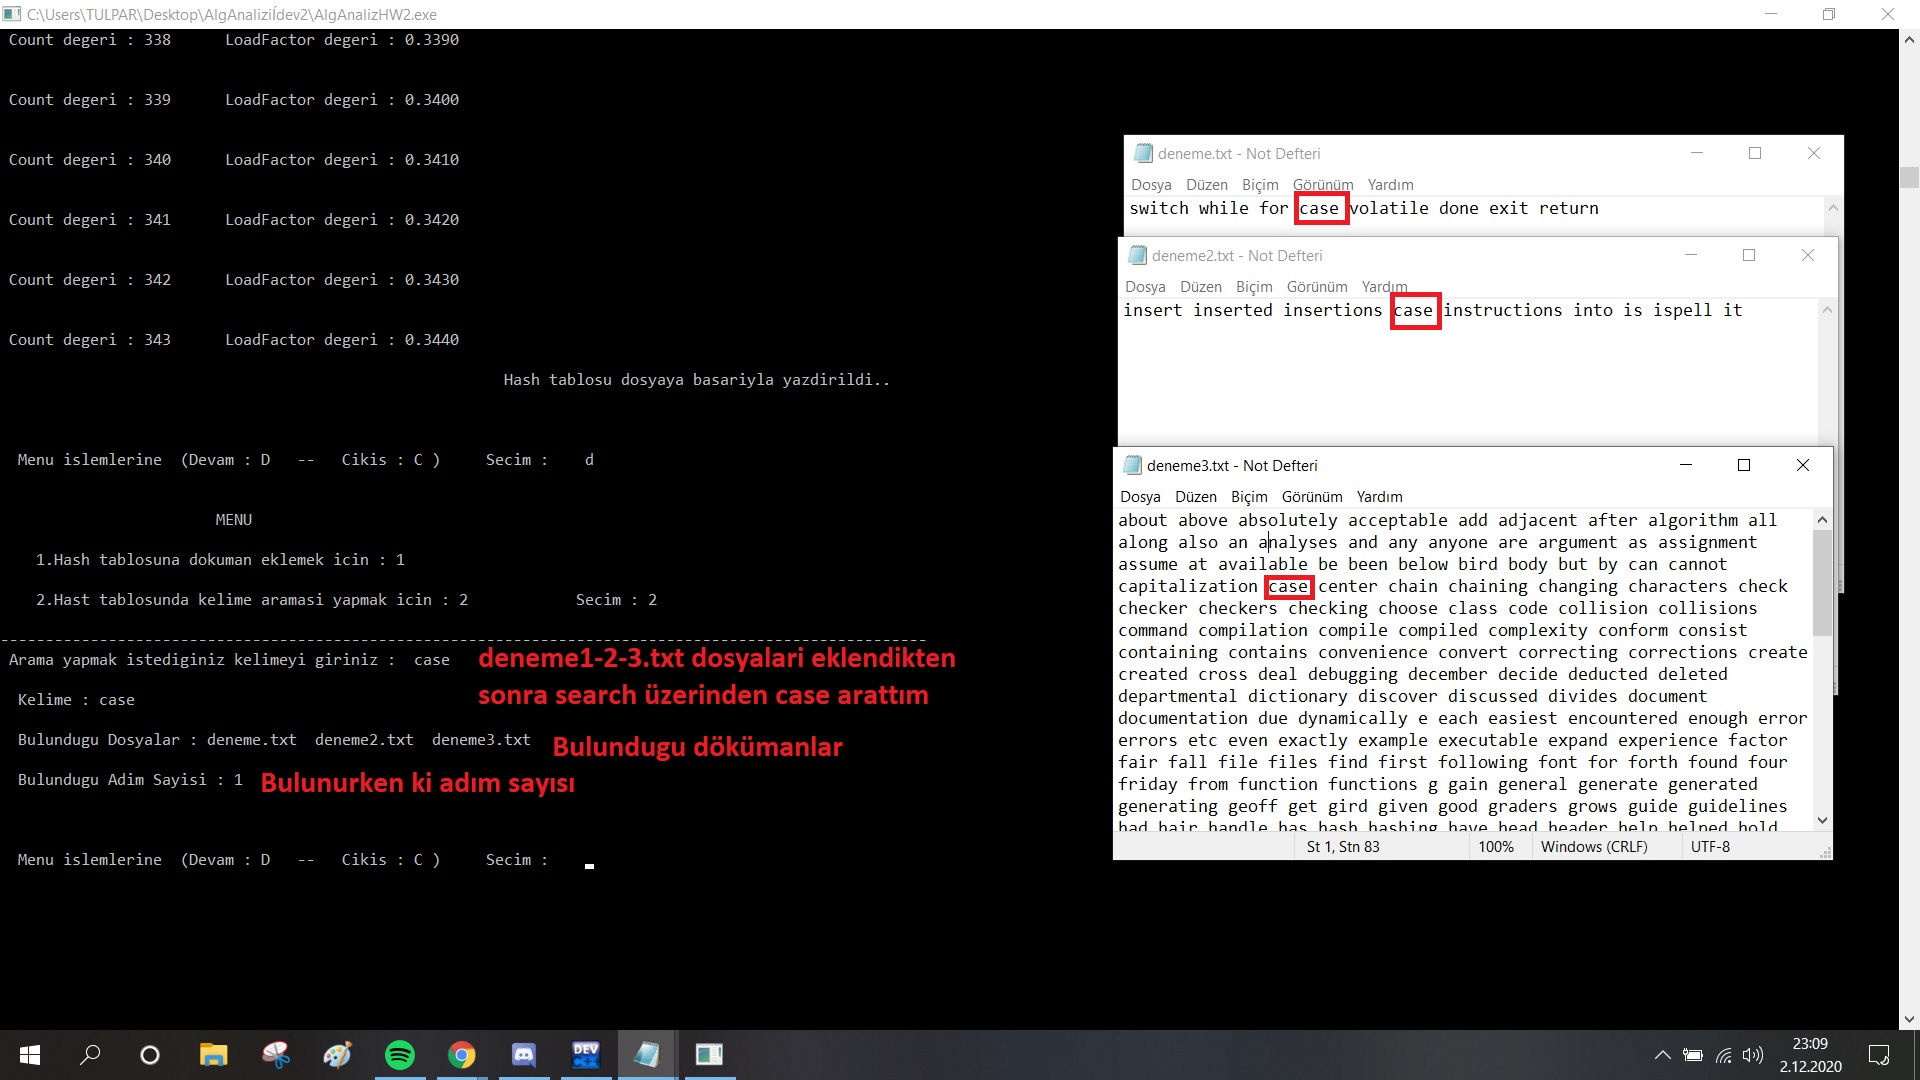 C:\Users\TULPAR\Desktop\AlgAnaliziÍdev2\AlgAnalizHW2.exe
Count degeri : 338 LoadFactor degeri : 0.3390
Count degeri : 339 LoadFactor degeri : 0.3400
Count degeri : 340 LoadFactor degeri : 0.3410
Count degeri : 341 LoadFactor degeri : 0.3420
Count degeri : 342 LoadFactor degeri : 0.3430
Count degeri : 343 LoadFactor degeri : 0.3440
Hash tablosu dosyaya basariyla yazdirildi..
Menu islemlerine (Devam : D -- Cikis : C ) Secim : d
MENU
1.Hash tablosuna dokuman eklemek icin : 1
2.Hast tablosunda kelime aramasi yapmak icin : 2 Secim : 2
Arama yapmak istediginiz kelimeyi giriniz : case
deneme1-2-3.txt dosyalari eklendikten
sonra search üzerinden case arattım
Kelime : case
Bulundugu Dosyalar : deneme.txt deneme2.txt deneme3.txt
Bulundugu dökümanlar
Bulundugu Adim Sayisi : 1
Bulunurken ki adım sayısı
Menu islemlerine (Devam : D -- Cikis : C ) Secim :
deneme.txt - Not Defteri
Dosya Düzen Biçim Görünüm Yardım
switch while for case volatile done exit return
deneme2.txt - Not Defteri
Dosya Düzen Biçim Görünüm Yardım
insert inserted insertions case instructions into is ispell it
deneme3.txt - Not Defteri
Dosya Düzen Biçim Görünüm Yardım
about above absolutely acceptable add adjacent after algorithm all
along also an analyses and any anyone are argument as assignment
assume at available be been below bird body but by can cannot
capitalization case center chain chaining changing characters check
checker checkers checking choose class code collision collisions
command compilation compile compiled complexity conform consist
containing contains convenience convert correcting corrections create
created cross deal debugging december decide deducted deleted
departmental dictionary discover discussed divides document
documentation due dynamically e each easiest encountered enough error
errors etc even exactly example executable expand experience factor
fair fall file files find first following font for forth found four
friday from function functions g gain general generate generated
generating geoff get gird given good graders grows guide guidelines
had hair handle has hash hashing have head header help helped hold
St 1, Stn 83 100% Windows (CRLF) UTF-8
DEV
23:09
2.12.2020